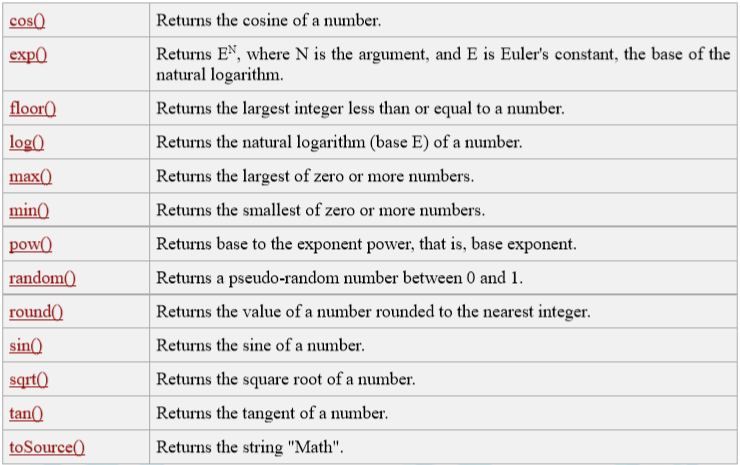 cos() Returns the cosine of a number.
exp() Returns Eᴺ, where N is the argument, and E is Euler's constant, the base of the
natural logarithm.
floor() Returns the largest integer less than or equal to a number.
log() Returns the natural logarithm (base E) of a number.
max() Returns the largest of zero or more numbers.
min() Returns the smallest of zero or more numbers.
pow() Returns base to the exponent power, that is, base exponent.
random() Returns a pseudo-random number between 0 and 1.
round() Returns the value of a number rounded to the nearest integer.
sin() Returns the sine of a number.
sqrt() Returns the square root of a number.
tan() Returns the tangent of a number.
toSource() Returns the string "Math".